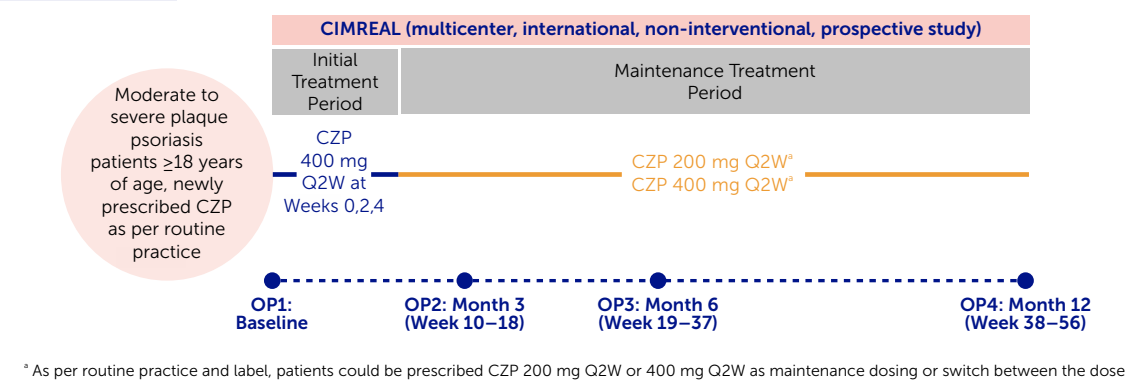 CIMREAL (multicenter, international, non-interventional, prospective study)
Initial
Treatment
Period
Maintenance Treatment
Period
Moderate to
severe plaque
psoriasis
patients ≥18 years
of age, newly
prescribed CZP
as per routine
practice
CZP
400 mg
Q2W at
Weeks 0,2,4
CZP 200 mg Q2Wᵃ
CZP 400 mg Q2Wᵃ
OP1:
Baseline
OP2: Month 3
(Week 10–18)
OP3: Month 6
(Week 19–37)
OP4: Month 12
(Week 38–56)
ᵃ As per routine practice and label, patients could be prescribed CZP 200 mg Q2W or 400 mg Q2W as maintenance dosing or switch between the dose